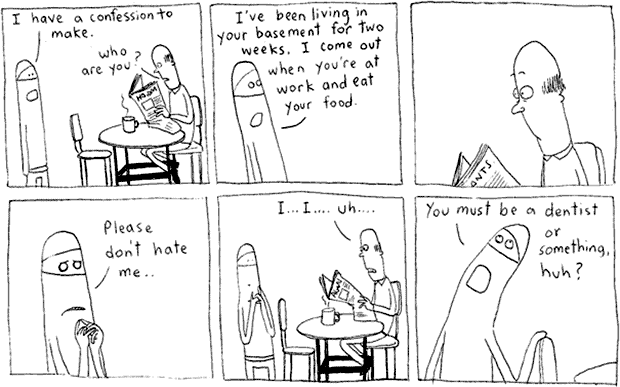 I have a confession to
make.
who
are you?
I've been living in
your basement for two
weeks. I come out
when you're at
work and eat
your food.
ANTS
Please
don't hate
me..
I...I.... uh....
You must be a dentist
or
something,
huh?